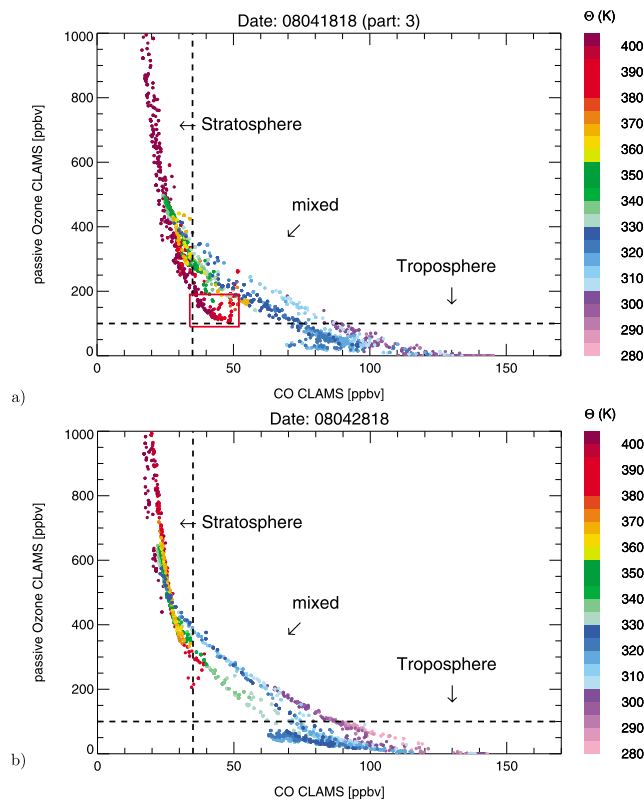 Date: 08041818 (part: 3)
Θ (K)
1000
800
600
400
200
0
passive Ozone CLAMS [ppbv]
← Stratosphere
mixed
↙
Troposphere
↓
400
390
380
370
360
350
340
330
320
310
300
290
280
0 50 100 150
CO CLAMS [ppbv]
a)
Date: 08042818
Θ (K)
1000
800
600
400
200
0
passive Ozone CLAMS [ppbv]
← Stratosphere
mixed
↙
Troposphere
↓
400
390
380
370
360
350
340
330
320
310
300
290
280
b)
0 50 100 150
CO CLAMS [ppbv]